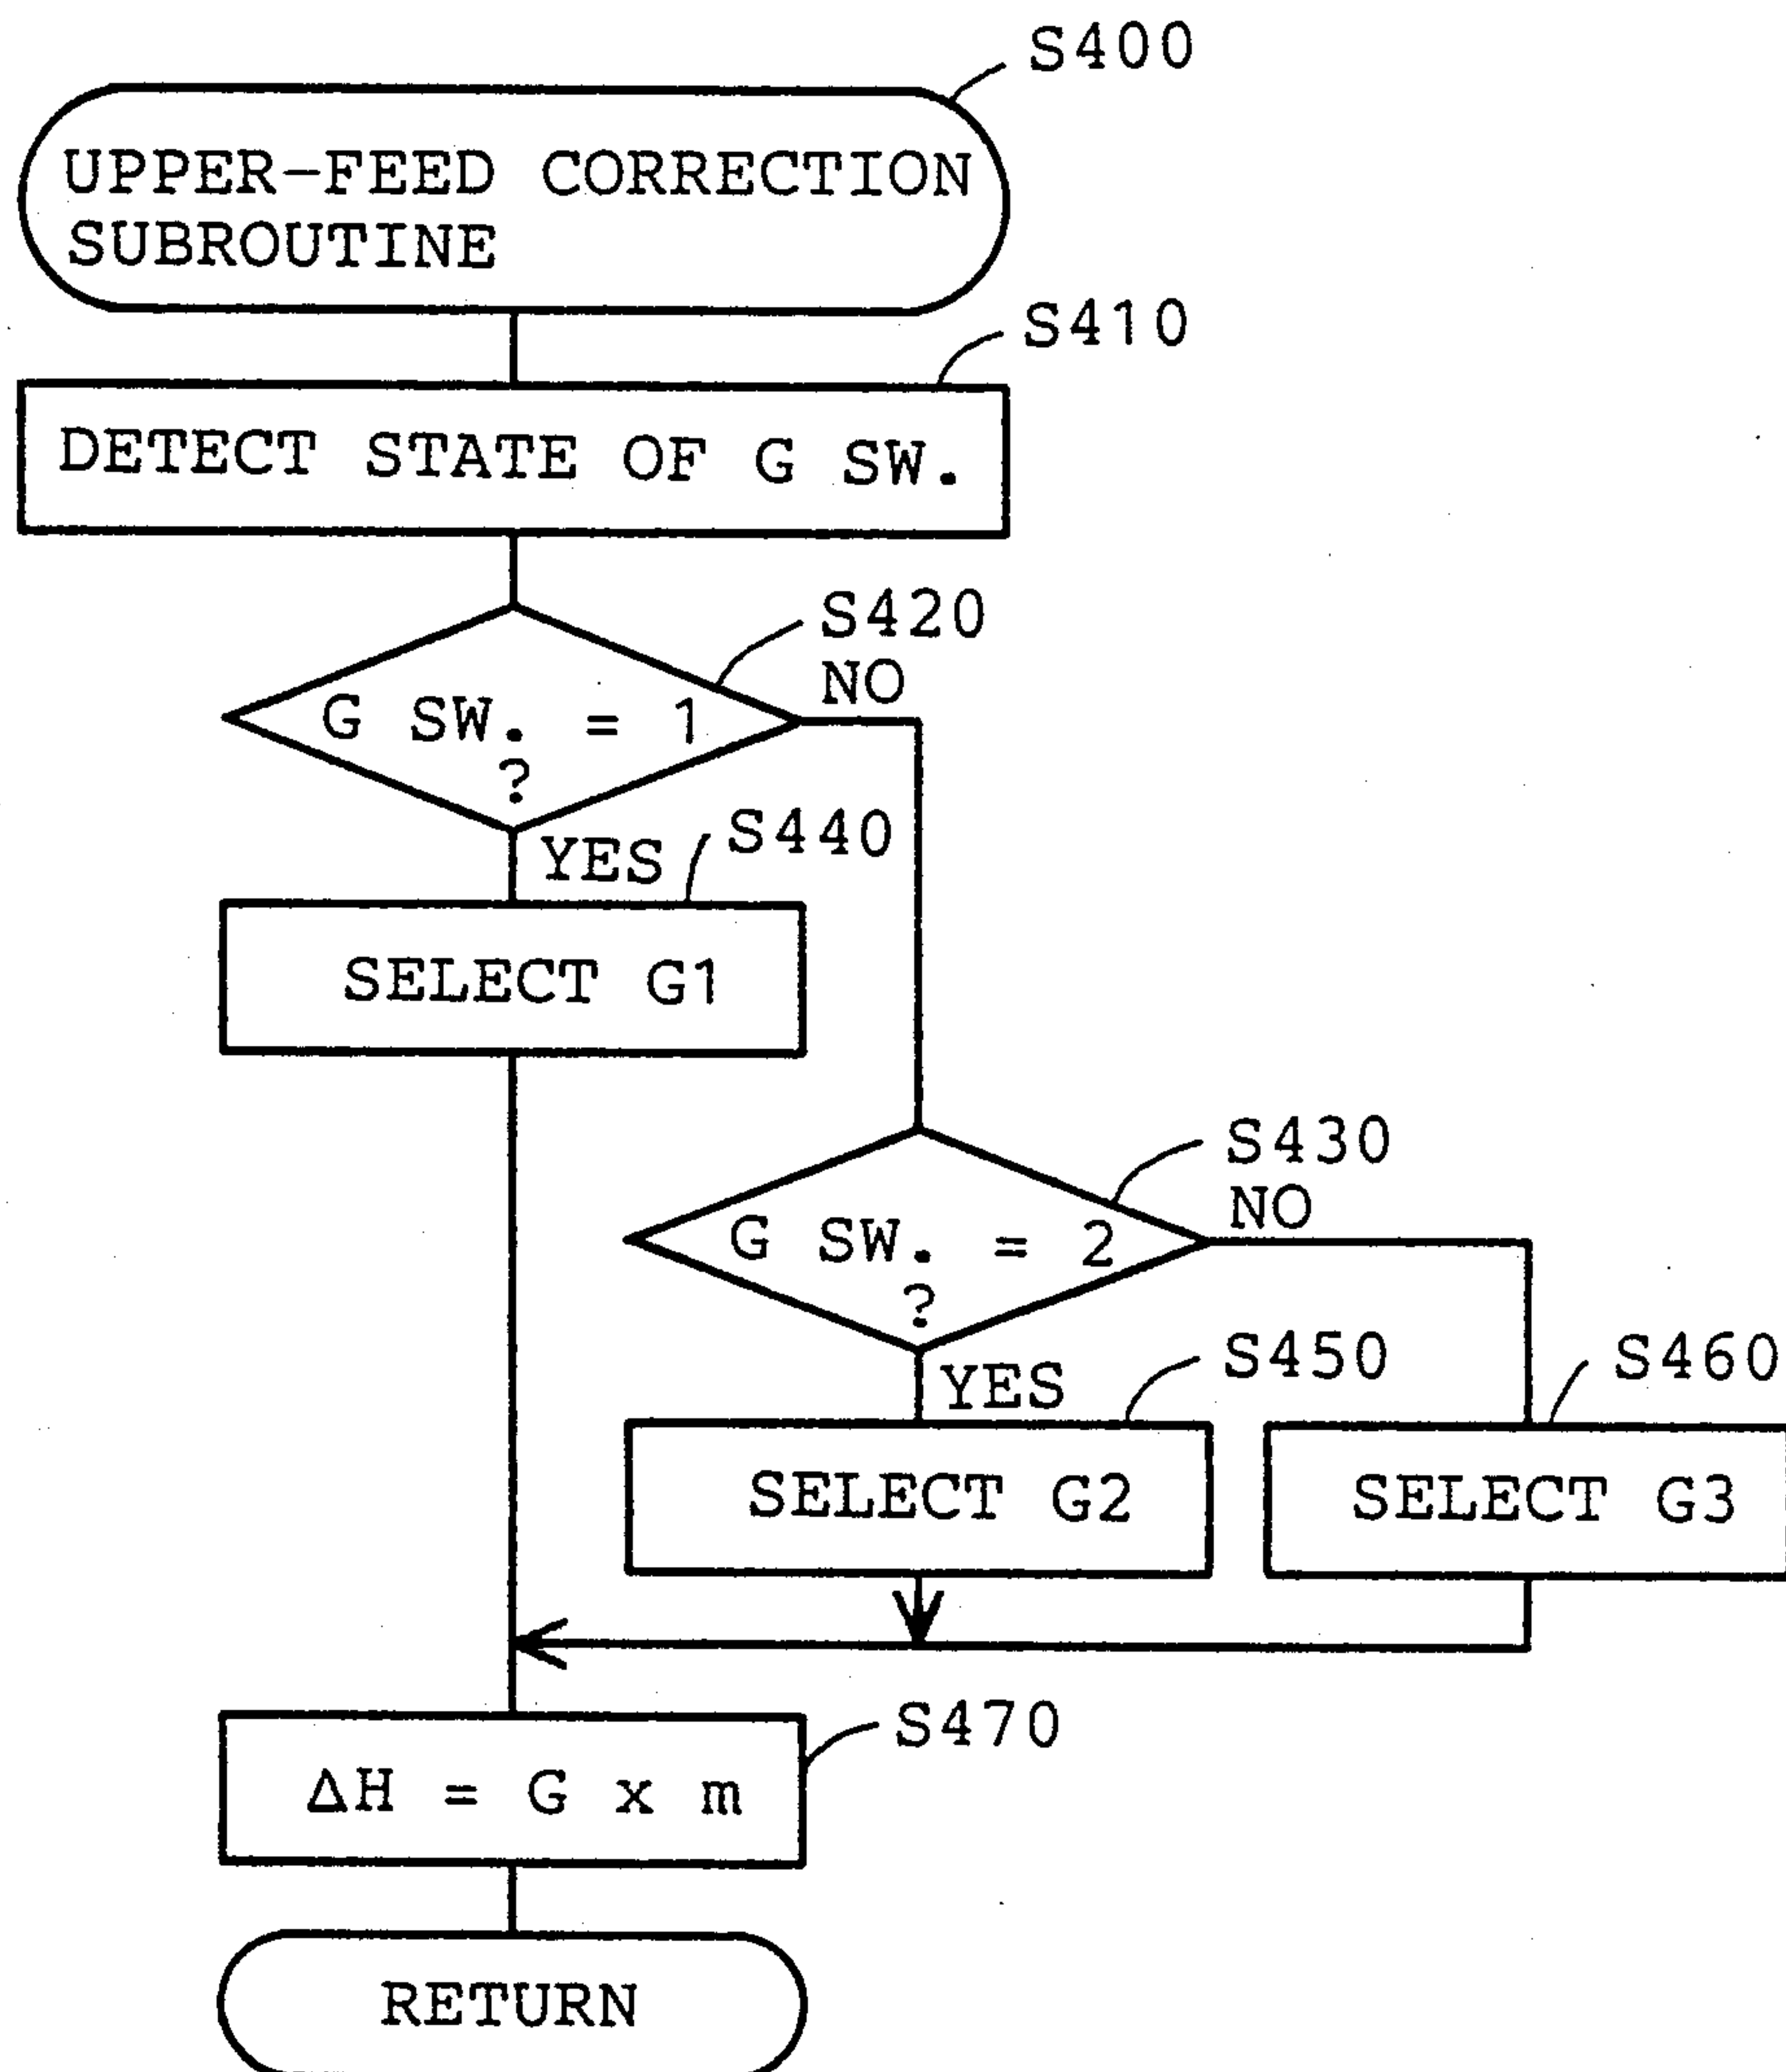 S400
UPPER-FEED CORRECTION
SUBROUTINE
S410
DETECT STATE OF G SW.
S420
NO
G SW. = 1
?
YES
S440
SELECT G1
S430
NO
G SW. = 2
?
YES
S450
S460
SELECT G2
SELECT G3
S470
ΔH = G x m
RETURN